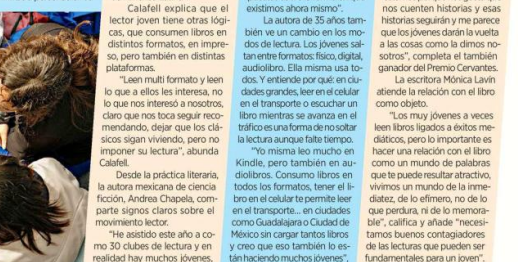 Calafell explica que el
lector joven tiene otras lógi-
cas, que consumen libros en
distintos formatos, en impre-
so, pero también en distintas
plataformas.
"Leen multi formato y leen
lo que a ellos les interesa, no
lo que nos interesó a nosotros,
claro que nos toca seguir reco-
mendando, dejar que los clá-
sicos sigan viviendo, pero no
imponer su lectura", abunda
Calafell.
Desde la práctica literaria,
la autora mexicana de ciencia
ficción, Andrea Chapela, com-
parte signos claros sobre el
movimiento lector.
"He asistido este año a co-
mo 30 clubes de lectura y en
realidad hay muchos jóvenes,
existimos ahora mismo".
La autora de 35 años tam-
bién ve un cambio en los mo-
dos de lectura. Los jóvenes sal-
tan entre formatos: físico, digital,
audiolibro. Ella misma usa to-
dos. Y entiende por qué: en ciu-
dades grandes, leer en el celular
en el transporte o escuchar un
libro mientras se avanza en el
tráfico es una forma de no soltar
la lectura aunque falte tiempo.
"Yo misma leo mucho en
Kindle, pero también en au-
diolibros. Consumo libros en
todos los formatos, tener el li-
bro en el celular te permite leer
en el transporte... en ciudades
como Guadalajara o Ciudad de
México sin cargar tantos libros
y creo que eso también lo es-
tán haciendo muchos jóvenes",
nos cuenten historias y esas
historias seguirán y me parece
que los jóvenes darán la vuelta
a las cosas como la dimos no-
sotros", completa el también
ganador del Premio Cervantes.
La escritora Mónica Lavín
atiende la relación con el libro
como objeto.
"Los muy jóvenes a veces
leen libros ligados a éxitos me-
diáticos, pero lo importante es
hacer una relación con el libro
como un mundo de palabras
que te puede resultar atractivo,
vivimos un mundo de la inme-
diatez, de lo efímero, de no lo
que perdura, ni de lo memora-
ble", califica y añade "necesi-
tamos buenos contagiadores
de las lecturas que pueden ser
fundamentales para un joven".